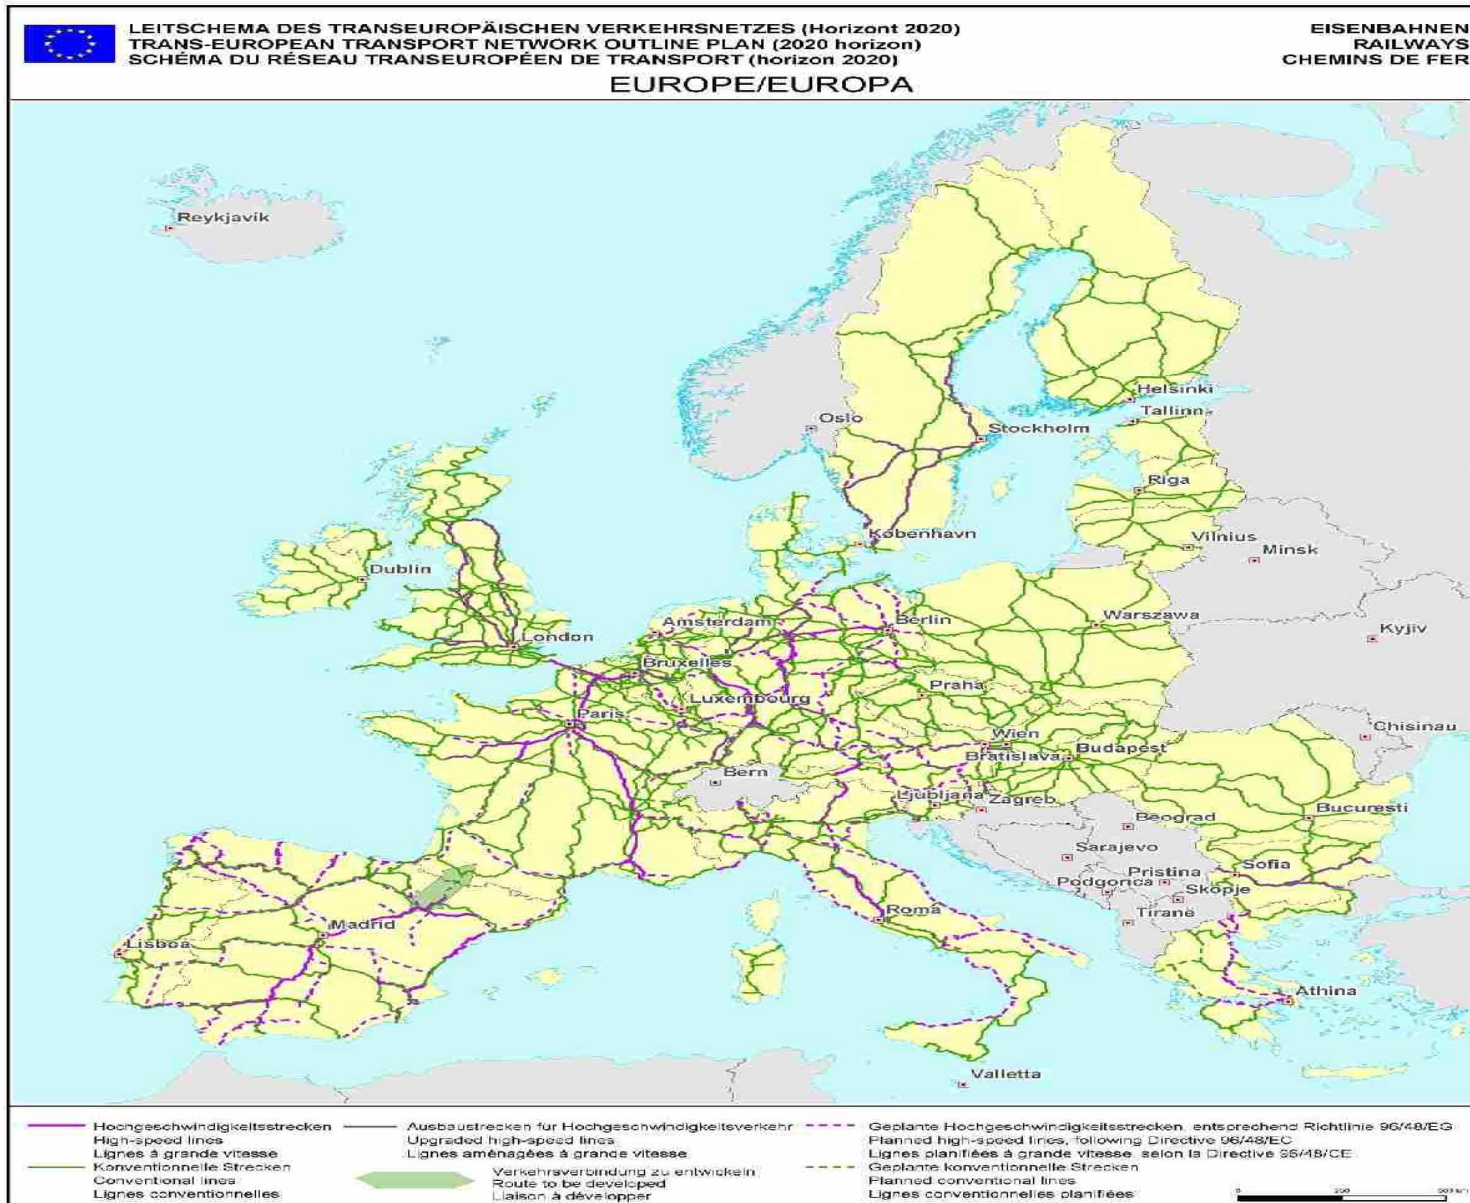 LEITSCHEMA DES TRANSEUROPÄISCHEN VERKEHRSNETZES (Horizont 2020)
TRANS-EUROPEAN TRANSPORT NETWORK OUTLINE PLAN (2020 horizon)
SCHÉMA DU RÉSEAU TRANSEUROPÉEN DE TRANSPORT (horizon 2020)
EISENBAHNEN
RAILWAYS
CHEMINS DE FER
EUROPE/EUROPA
Reykjavík
Helsinki
Tallinn
Oslo
Stockholm
Riga
København
Vilnius
Minsk
Dublin
Amsterdam
Berlin
Warszawa
Kyjiv
London
Bruxelles
Praha
Luxembourg
Paris
Chisinau
Wien
Bratislava
Budapest
Bern
Ljubljana
Zagreb
Bucuresti
Beograd
Sarajevo
Sofia
Pristina
Podgorica
Skopje
Roma
Tiranë
Madrid
Lisboa
Athina
Valletta
Hochgeschwindigkeitsstrecken
High-speed lines
Lignes à grande vitesse
Konventionnelle Strecken
Conventional lines
Lignes conventionnelles
Ausbaustrecken für Hochgeschwindigkeitsverkehr
Upgraded high-speed lines
Lignes aménagées à grande vitesse
Verkehrsverbindung zu entwickeln
Route to be developed
Liaison à développer
Geplante Hochgeschwindigkeitsstrecken, entsprechend Richtlinie 96/48/EG
Planned high-speed lines, following Directive 96/48/EC
Lignes planifiées à grande vitesse, selon la Directive 96/48/CE
Geplante konventionelle Strecken
Planned conventional lines
Lignes conventionnelles planifiées
0